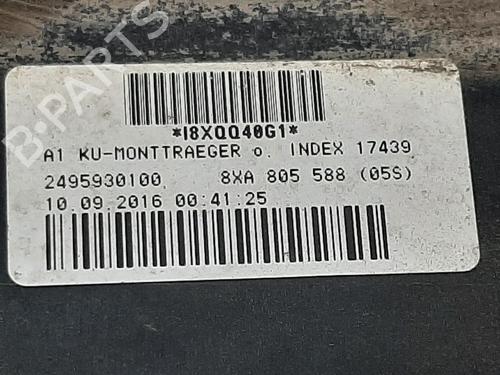 B-PARTS
*I8XQQ40G1*
A1 KU-MONTTRAEGER o. INDEX 17439
2495930100 8XA 805 588 (05S)
10.09.2016 00:41:25